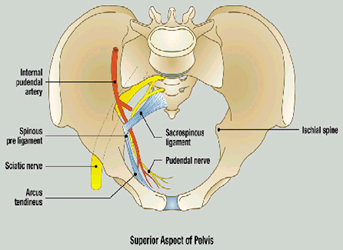 Internal
pudendal
artery
Spinous
pre ligament
Sciatic nerve
Arcus
tendineus
Sacrospinous
ligament
Pudendal nerve
Ischial spine
Superior Aspect of Pelvis